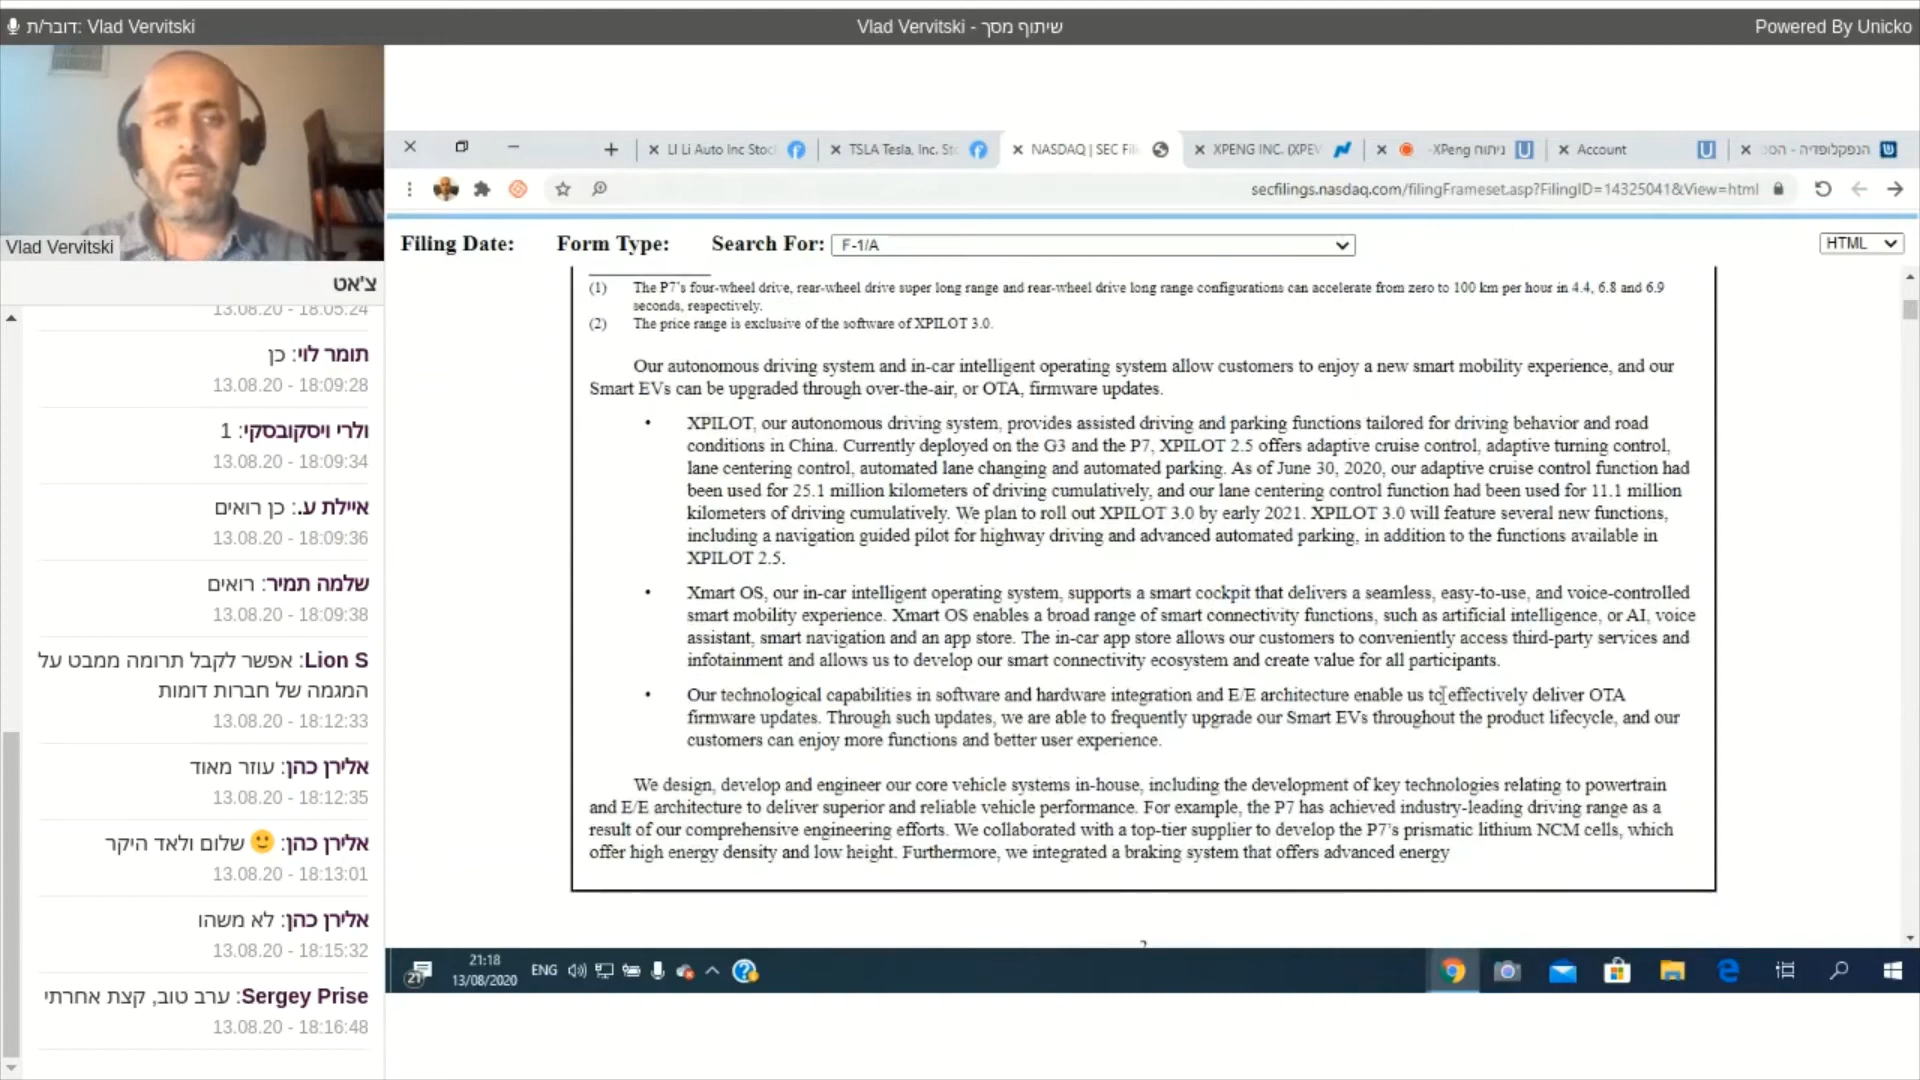 דובר/ת: Vlad Vervitski
שיתוף מסך - Vlad Vervitski
Powered By Unicko
Vlad Vervitski
צ'אט
13.08.20 - 18:05:24
תומר לוי: כן
13.08.20 - 18:09:28
ולרי ויסקובסקי: 1
13.08.20 - 18:09:34
איילת ע.: כן רואים
13.08.20 - 18:09:36
שלמה תמיר: רואים
13.08.20 - 18:09:38
Lion S: אפשר לקבל תרומה ממבט על
המגמה של חברות דומות
13.08.20 - 18:12:33
אלירן כהן: עוזר מאוד
13.08.20 - 18:12:35
אלירן כהן: 🙂 שלום ולאד היקר
13.08.20 - 18:13:01
אלירן כהן: לא משהו
13.08.20 - 18:15:32
Sergey Prise: ערב טוב, קצת אחרתי
13.08.20 - 18:16:48
LI Li Auto Inc Stoc
TSLA Tesla, Inc. St
NASDAQ | SEC Fili
XPENG INC. (XPEV
ניתוח XPeng -
Account
הנפקלופדיה - הס
secfilings.nasdaq.com/filingFrameset.asp?FilingID=14325041&View=html
Filing Date: Form Type: Search For: F-1/A
HTML
(1) The P7's four-wheel drive, rear-wheel drive super long range and rear-wheel drive long range configurations can accelerate from zero to 100 km per hour in 4.4, 6.8 and 6.9
seconds, respectively.
(2) The price range is exclusive of the software of XPILOT 3.0.
Our autonomous driving system and in-car intelligent operating system allow customers to enjoy a new smart mobility experience, and our
Smart EVs can be upgraded through over-the-air, or OTA, firmware updates.
• XPILOT, our autonomous driving system, provides assisted driving and parking functions tailored for driving behavior and road
conditions in China. Currently deployed on the G3 and the P7, XPILOT 2.5 offers adaptive cruise control, adaptive turning control,
lane centering control, automated lane changing and automated parking. As of June 30, 2020, our adaptive cruise control function had
been used for 25.1 million kilometers of driving cumulatively, and our lane centering control function had been used for 11.1 million
kilometers of driving cumulatively. We plan to roll out XPILOT 3.0 by early 2021. XPILOT 3.0 will feature several new functions,
including a navigation guided pilot for highway driving and advanced automated parking, in addition to the functions available in
XPILOT 2.5.
• Xmart OS, our in-car intelligent operating system, supports a smart cockpit that delivers a seamless, easy-to-use, and voice-controlled
smart mobility experience. Xmart OS enables a broad range of smart connectivity functions, such as artificial intelligence, or AI, voice
assistant, smart navigation and an app store. The in-car app store allows our customers to conveniently access third-party services and
infotainment and allows us to develop our smart connectivity ecosystem and create value for all participants.
• Our technological capabilities in software and hardware integration and E/E architecture enable us to effectively deliver OTA
firmware updates. Through such updates, we are able to frequently upgrade our Smart EVs throughout the product lifecycle, and our
customers can enjoy more functions and better user experience.
We design, develop and engineer our core vehicle systems in-house, including the development of key technologies relating to powertrain
and E/E architecture to deliver superior and reliable vehicle performance. For example, the P7 has achieved industry-leading driving range as a
result of our comprehensive engineering efforts. We collaborated with a top-tier supplier to develop the P7's prismatic lithium NCM cells, which
offer high energy density and low height. Furthermore, we integrated a braking system that offers advanced energy
21
21:18
13/08/2020
ENG